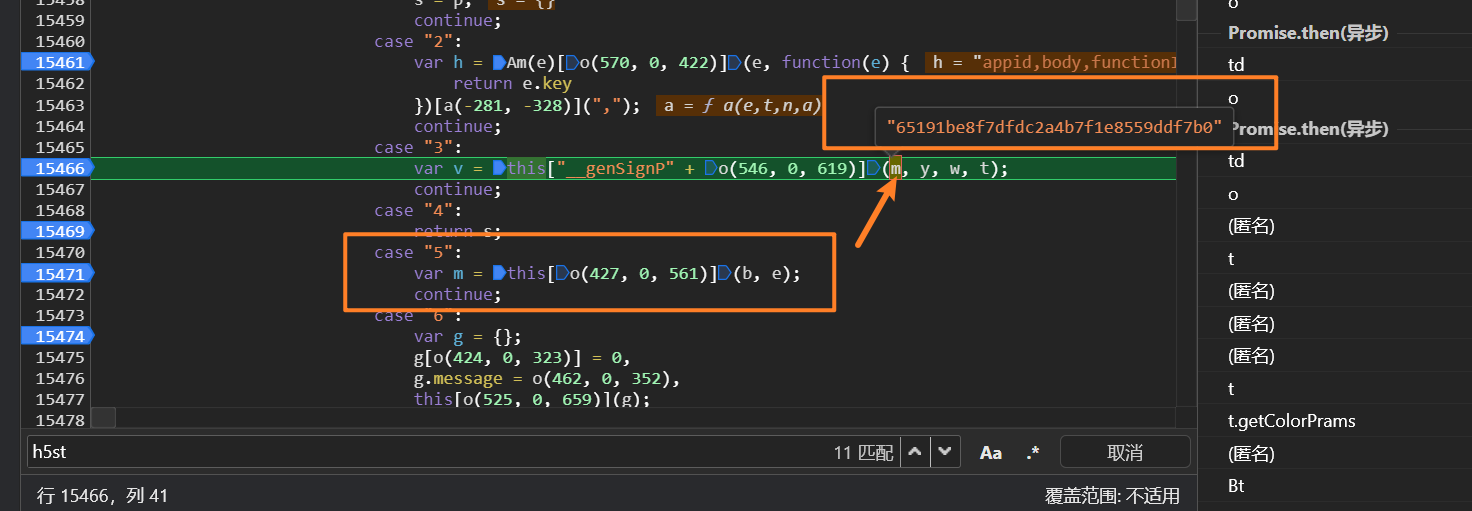 15458 s = p, s = {}
15459 continue;
15460 case "2":
15461 var h = Am(e)[o(570, 0, 422)](e, function(e) { h = "appid,body,functionI
15462 return e.key
15463 })[a(-281, -328)](","); a = ƒ a(e,t,n,a)
15464 continue;
15465 case "3":
"65191be8f7dfdc2a4b7f1e8559ddf7b0"
15466 var v = this["__genSignP" + o(546, 0, 619)](m, y, w, t);
15467 continue;
15468 case "4":
15469 return s;
15470 case "5":
15471 var m = this[o(427, 0, 561)](b, e);
15472 continue;
15473 case "6":
15474 var g = {};
15475 g[o(424, 0, 323)] = 0,
15476 g.message = o(462, 0, 352),
15477 this[o(525, 0, 659)](g);
15478
h5st 11 匹配 Aa .* 取消
行 15466，列 41 覆盖范围: 不适用
o
Promise.then(异步)
td
o
Promise.then(异步)
td
o
(匿名)
t
(匿名)
(匿名)
(匿名)
t
t.getColorPrams
(匿名)
Bt